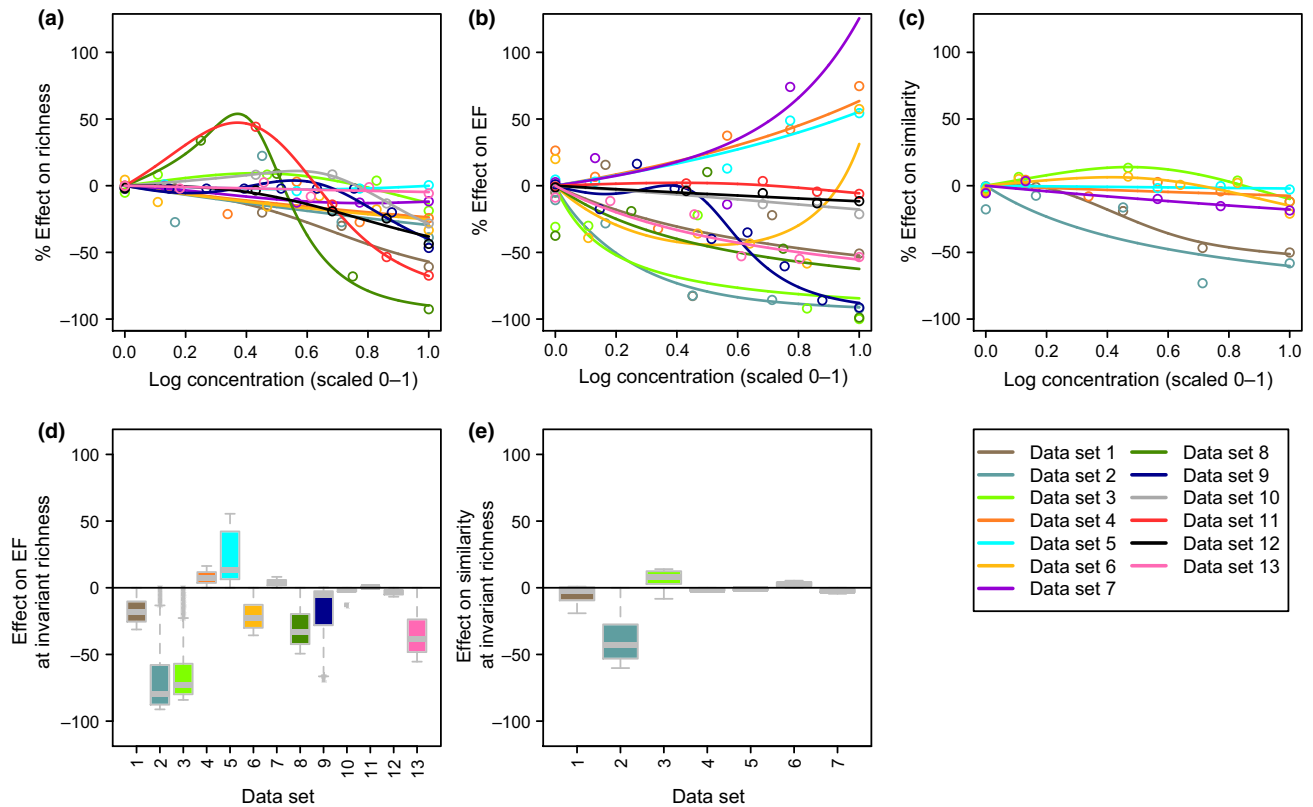 (a)
(b)
(c)
% Effect on richness
100
50
0
–50
–100
0.0 0.2 0.4 0.6 0.8 1.0
Log concentration (scaled 0–1)
% Effect on EF
100
50
0
–50
–100
0.0 0.2 0.4 0.6 0.8 1.0
Log concentration (scaled 0–1)
% Effect on similarity
100
50
0
–50
–100
0.0 0.2 0.4 0.6 0.8 1.0
Log concentration (scaled 0–1)
(d)
(e)
Effect on EF
at invariant richness
100
50
0
–50
–100
1 2 3 4 5 6 7 8 9 10 11 12 13
Data set
Effect on similarity
at invariant richness
100
50
0
–50
–100
1 2 3 4 5 6 7
Data set
Data set 1
Data set 2
Data set 3
Data set 4
Data set 5
Data set 6
Data set 7
Data set 8
Data set 9
Data set 10
Data set 11
Data set 12
Data set 13